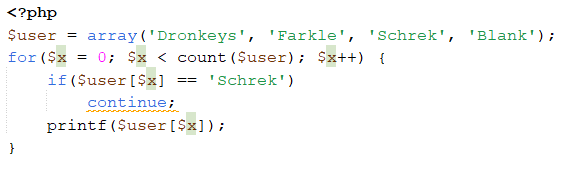 <?php
$user = array('Dronkeys', 'Farkle', 'Schrek', 'Blank');
for($x = 0; $x < count($user); $x++) {
    if($user[$x] == 'Schrek')
        continue;
    printf($user[$x]);
}